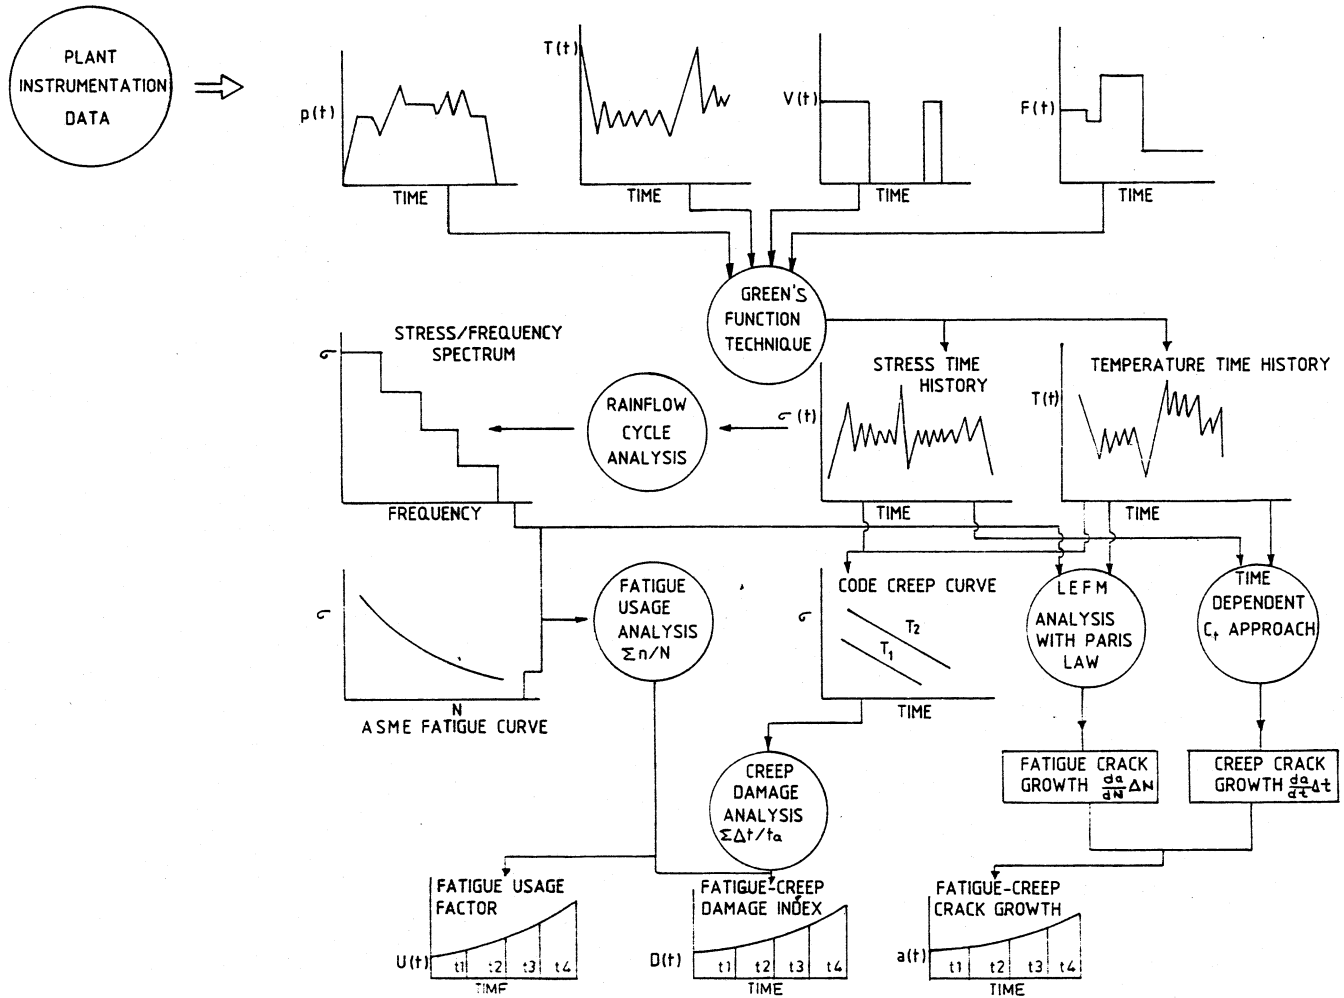 PLANT
INSTRUMENTATION
DATA
p(t)
TIME
T(t)
TIME
V(t)
TIME
F(t)
TIME
GREEN'S
FUNCTION
TECHNIQUE
STRESS/FREQUENCY
SPECTRUM
σ
FREQUENCY
RAINFLOW
CYCLE
ANALYSIS
STRESS TIME
HISTORY
σ(t)
TIME
TEMPERATURE TIME HISTORY
T(t)
TIME
σ
N
ASME FATIGUE CURVE
FATIGUE
USAGE
ANALYSIS
Σn/N
CODE CREEP CURVE
σ
T2
T1
TIME
LEFM
ANALYSIS
WITH PARIS
LAW
TIME
DEPENDENT
Ct APPROACH
CREEP
DAMAGE
ANALYSIS
ΣΔt/ta
FATIGUE CRACK
GROWTH da/dN ΔN
CREEP CRACK
GROWTH da/dt Δt
FATIGUE USAGE
FACTOR
U(t)
t1 t2 t3 t4
TIME
FATIGUE-CREEP
DAMAGE INDEX
D(t)
t1 t2 t3 t4
TIME
FATIGUE-CREEP
CRACK GROWTH
a(t)
t1 t2 t3 t4
TIME